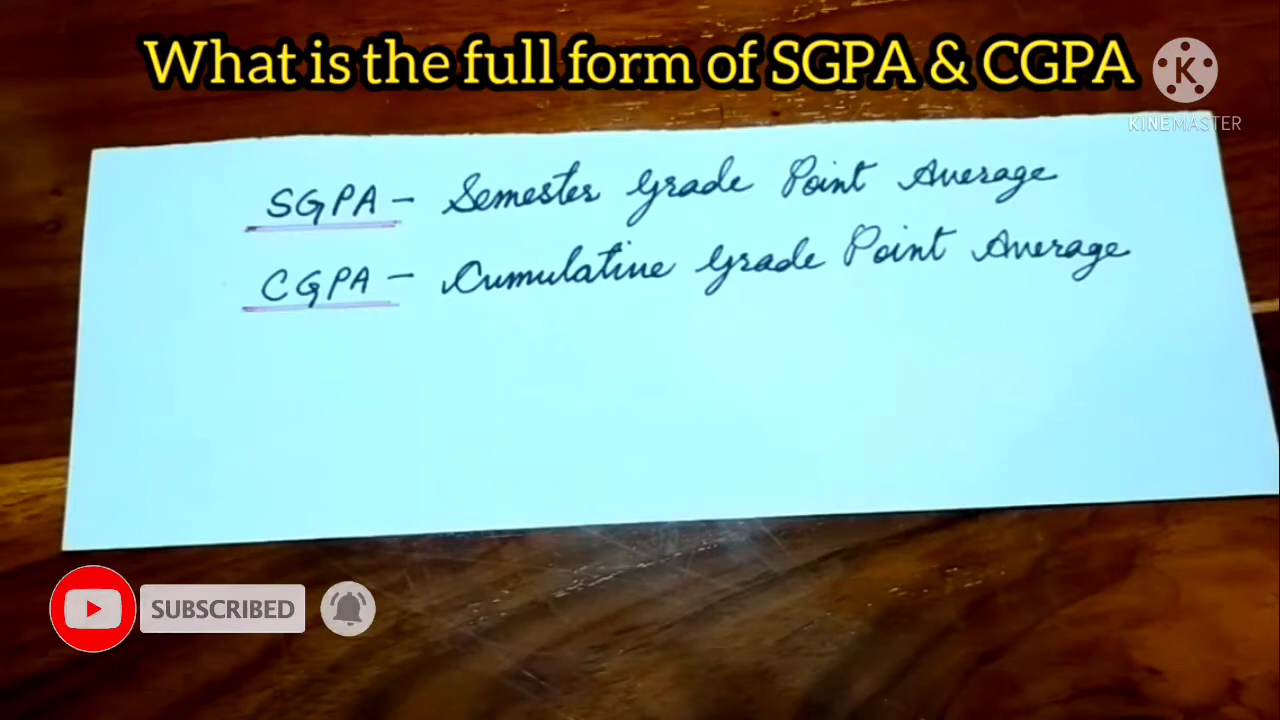 What is the full form of SGPA & CGPA
KINEMASTER
SGPA - Semester Grade Point Average
CGPA - Cumulative Grade Point Average
SUBSCRIBED